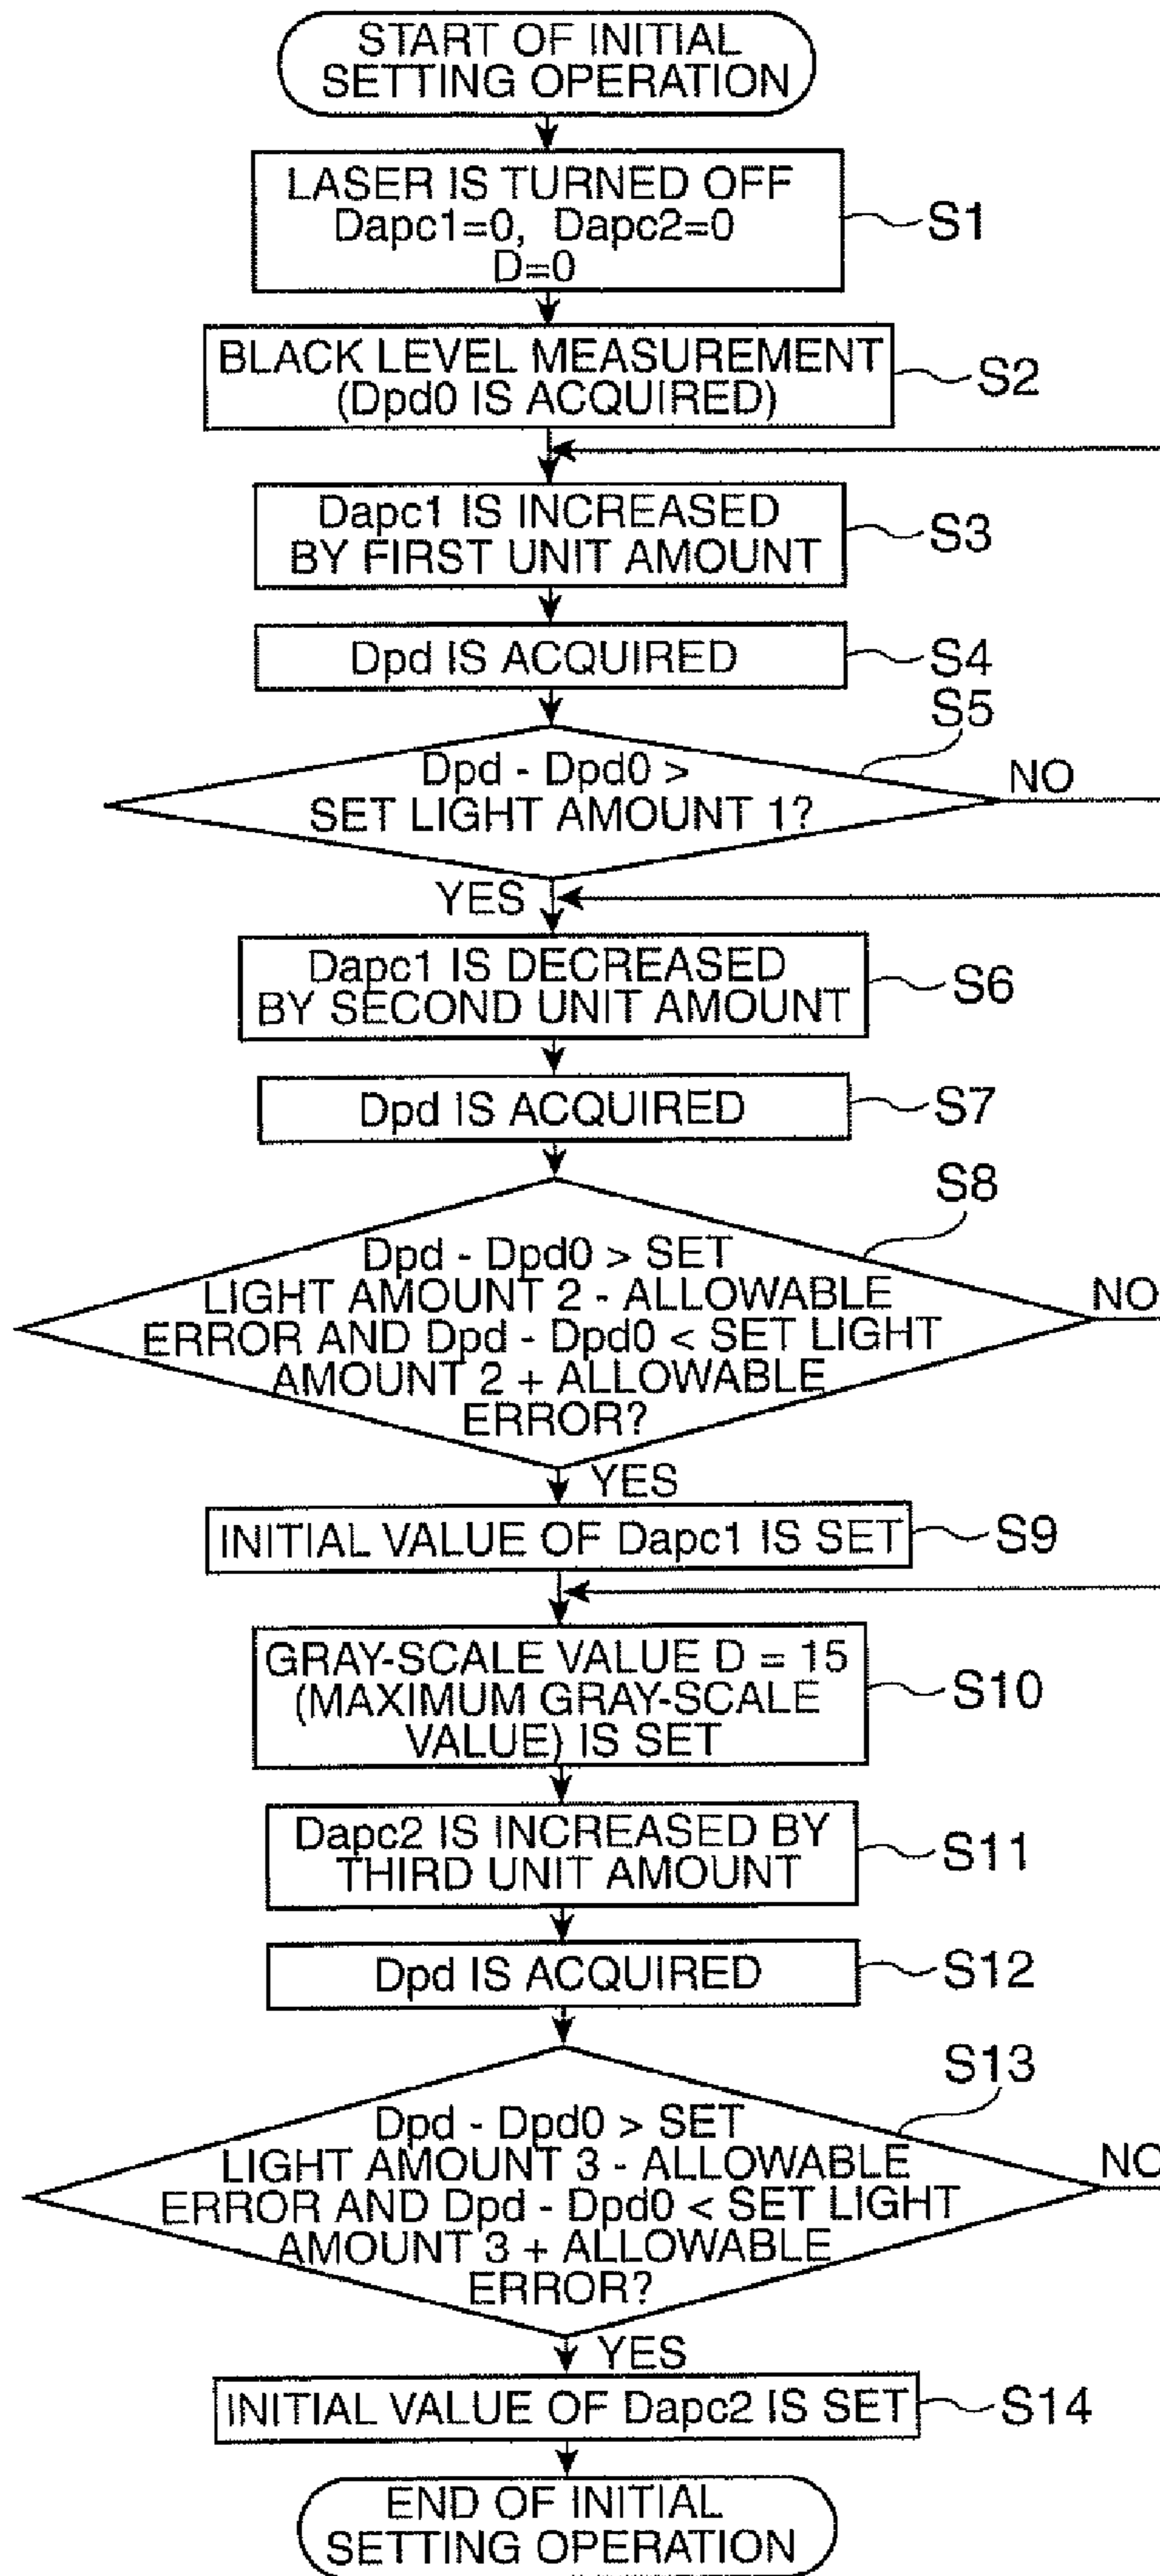 START OF INITIAL
SETTING OPERATION
LASER IS TURNED OFF
Dapc1=0, Dapc2=0
D=0
S1
BLACK LEVEL MEASUREMENT
(Dpd0 IS ACQUIRED)
S2
Dapc1 IS INCREASED
BY FIRST UNIT AMOUNT
S3
Dpd IS ACQUIRED
S4
S5
Dpd - Dpd0 >
SET LIGHT AMOUNT 1?
NO
YES
Dapc1 IS DECREASED
BY SECOND UNIT AMOUNT
S6
Dpd IS ACQUIRED
S7
S8
Dpd - Dpd0 > SET
LIGHT AMOUNT 2 - ALLOWABLE
ERROR AND Dpd - Dpd0 < SET LIGHT
AMOUNT 2 + ALLOWABLE
ERROR?
NO
YES
INITIAL VALUE OF Dapc1 IS SET
S9
GRAY-SCALE VALUE D = 15
(MAXIMUM GRAY-SCALE
VALUE) IS SET
S10
Dapc2 IS INCREASED BY
THIRD UNIT AMOUNT
S11
Dpd IS ACQUIRED
S12
S13
Dpd - Dpd0 > SET
LIGHT AMOUNT 3 - ALLOWABLE
ERROR AND Dpd - Dpd0 < SET LIGHT
AMOUNT 3 + ALLOWABLE
ERROR?
NO
YES
INITIAL VALUE OF Dapc2 IS SET
S14
END OF INITIAL
SETTING OPERATION